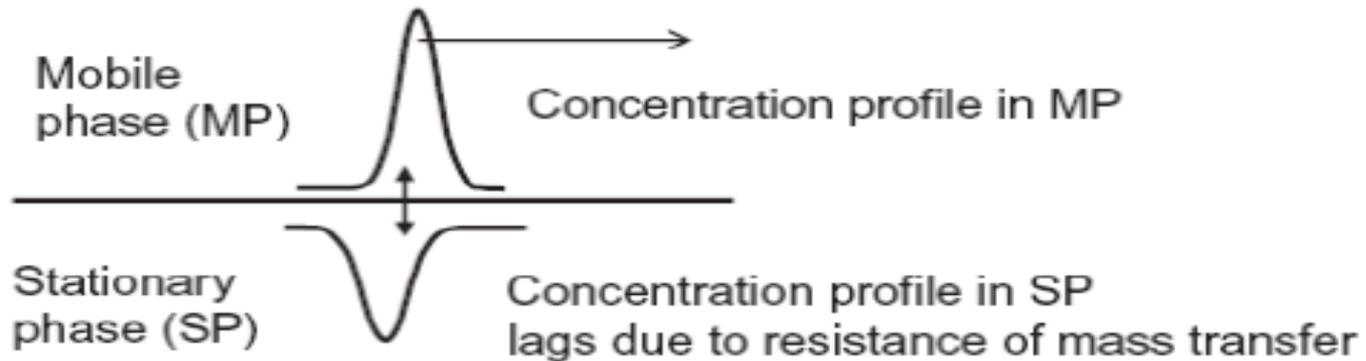 Mobile
phase (MP)
Concentration profile in MP
Stationary
phase (SP)
Concentration profile in SP
lags due to resistance of mass transfer